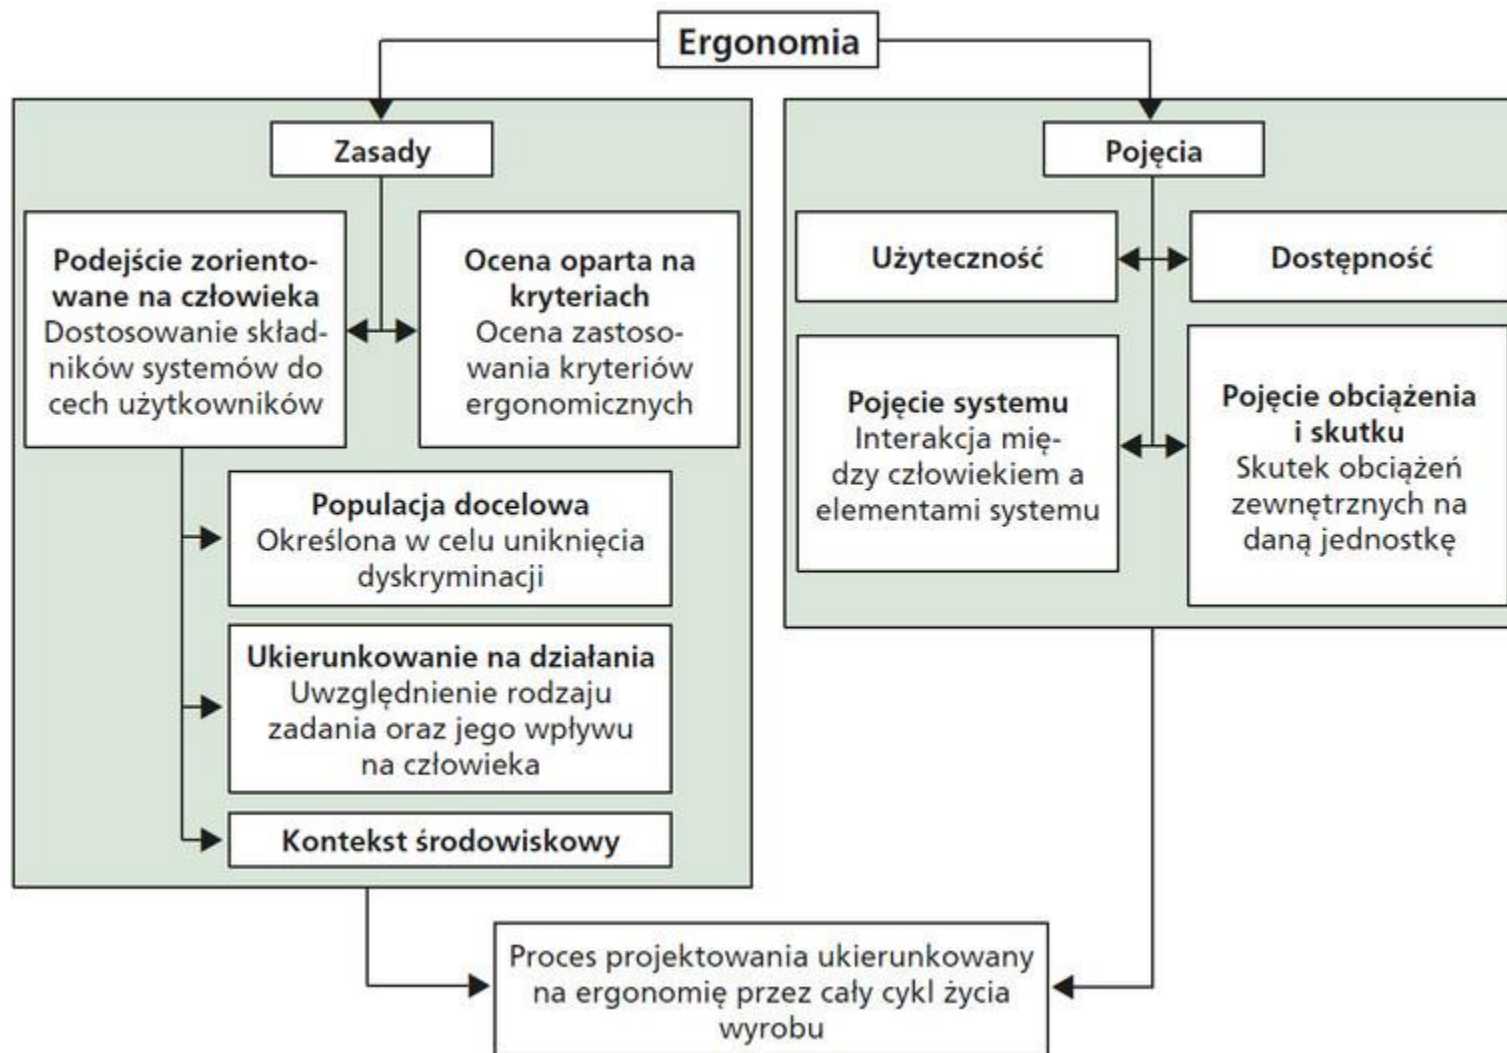 Ergonomia
Zasady
Podejście zoriento-
wane na człowieka
Dostosowanie skład-
ników systemów do
cech użytkowników
Ocena oparta na
kryteriach
Ocena zastoso-
wania kryteriów
ergonomicznych
Populacja docelowa
Określona w celu uniknięcia
dyskryminacji
Ukierunkowanie na działania
Uwzględnienie rodzaju
zadania oraz jego wpływu
na człowieka
Kontekst środowiskowy
Pojęcia
Użyteczność
Dostępność
Pojęcie systemu
Interakcja mię-
dzy człowiekiem a
elementami systemu
Pojęcie obciążenia
i skutku
Skutek obciążeń
zewnętrznych na
daną jednostkę
Proces projektowania ukierunkowany
na ergonomię przez cały cykl życia
wyrobu